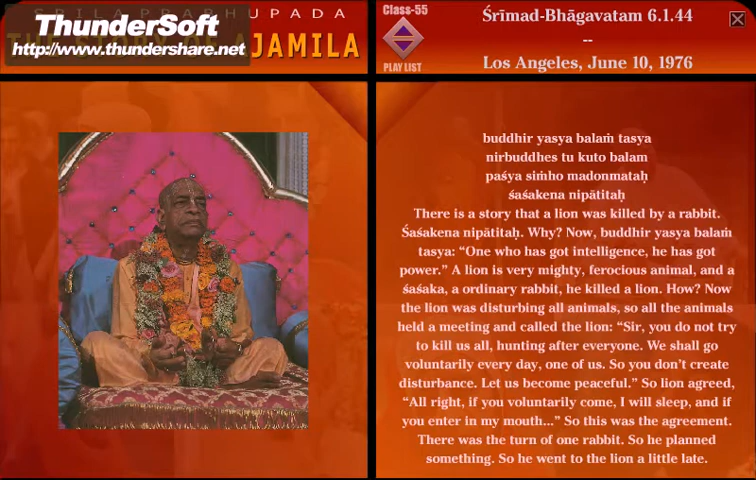 SRILA PRABHUPADA
ThunderSoft
http://www.thundershare.net
THE STORY OF AJAMILA
Class-55
PLAY LIST
Śrīmad-Bhāgavatam 6.1.44
--
Los Angeles, June 10, 1976
buddhir yasya balaṁ tasya
nirbuddhes tu kuto balam
paśya siṁho madonmataḥ
śaśakena nipātitaḥ
There is a story that a lion was killed by a rabbit.
Śaśakena nipātitaḥ. Why? Now, buddhir yasya balaṁ
tasya: “One who has got intelligence, he has got
power.” A lion is very mighty, ferocious animal, and a
śaśaka, a ordinary rabbit, he killed a lion. How? Now
the lion was disturbing all animals, so all the animals
held a meeting and called the lion: “Sir, you do not try
to kill us all, hunting after everyone. We shall go
voluntarily every day, one of us. So you don't create
disturbance. Let us become peaceful.” So lion agreed,
“All right, if you voluntarily come, I will sleep, and if
you enter in my mouth...” So this was the agreement.
There was the turn of one rabbit. So he planned
something. So he went to the lion a little late.